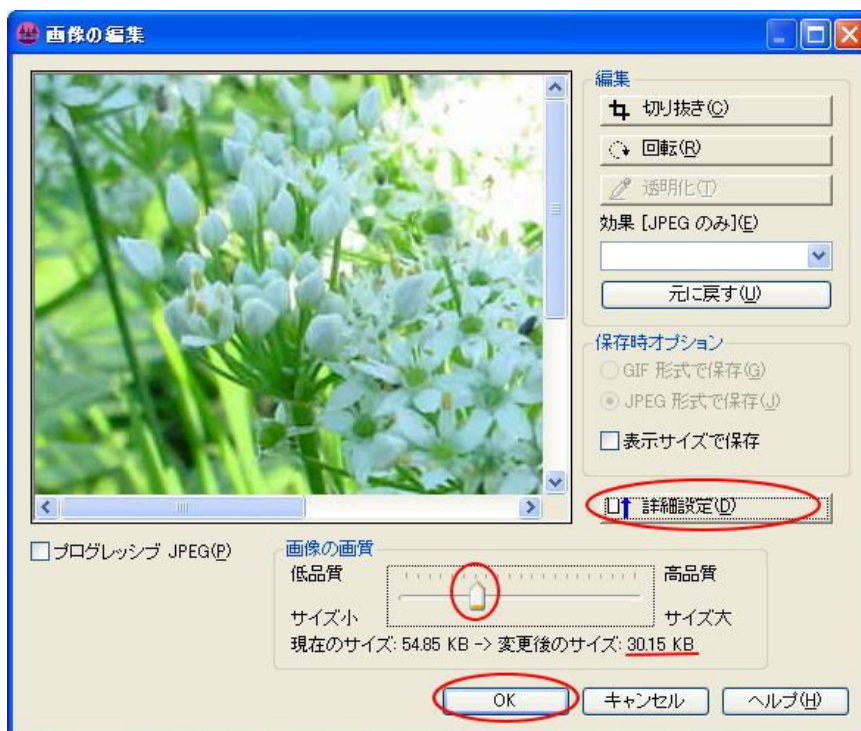 画像の編集
編集
切り抜き(C)
回転(R)
透明化(T)
効果 [JPEG のみ](E)
元に戻す(U)
保存時オプション
GIF 形式で保存(G)
JPEG 形式で保存(J)
表示サイズで保存
詳細設定(D)
プログレッシブ JPEG(P)
画像の画質
低品質 高品質
サイズ小 サイズ大
現在のサイズ: 54.85 KB -> 変更後のサイズ: 30.15 KB
OK キャンセル ヘルプ(H)